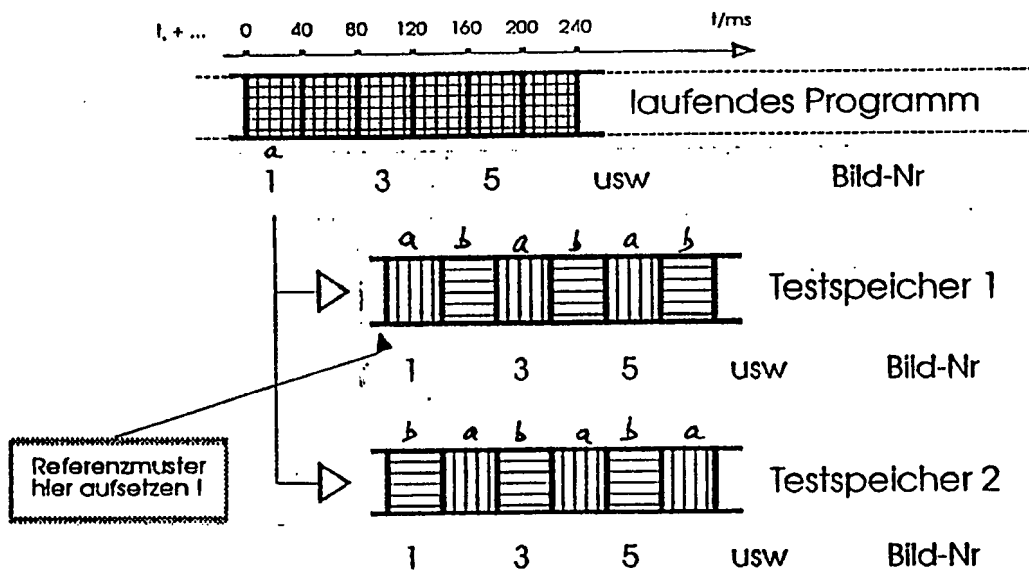 t, + ... 0 40 80 120 160 200 240 t/ms
laufendes Programm
a
1 3 5 usw Bild-Nr
a b a b a b
Testspeicher 1
1 3 5 usw Bild-Nr
b a b a b a
Referenzmuster
hier aufsetzen !
Testspeicher 2
1 3 5 usw Bild-Nr